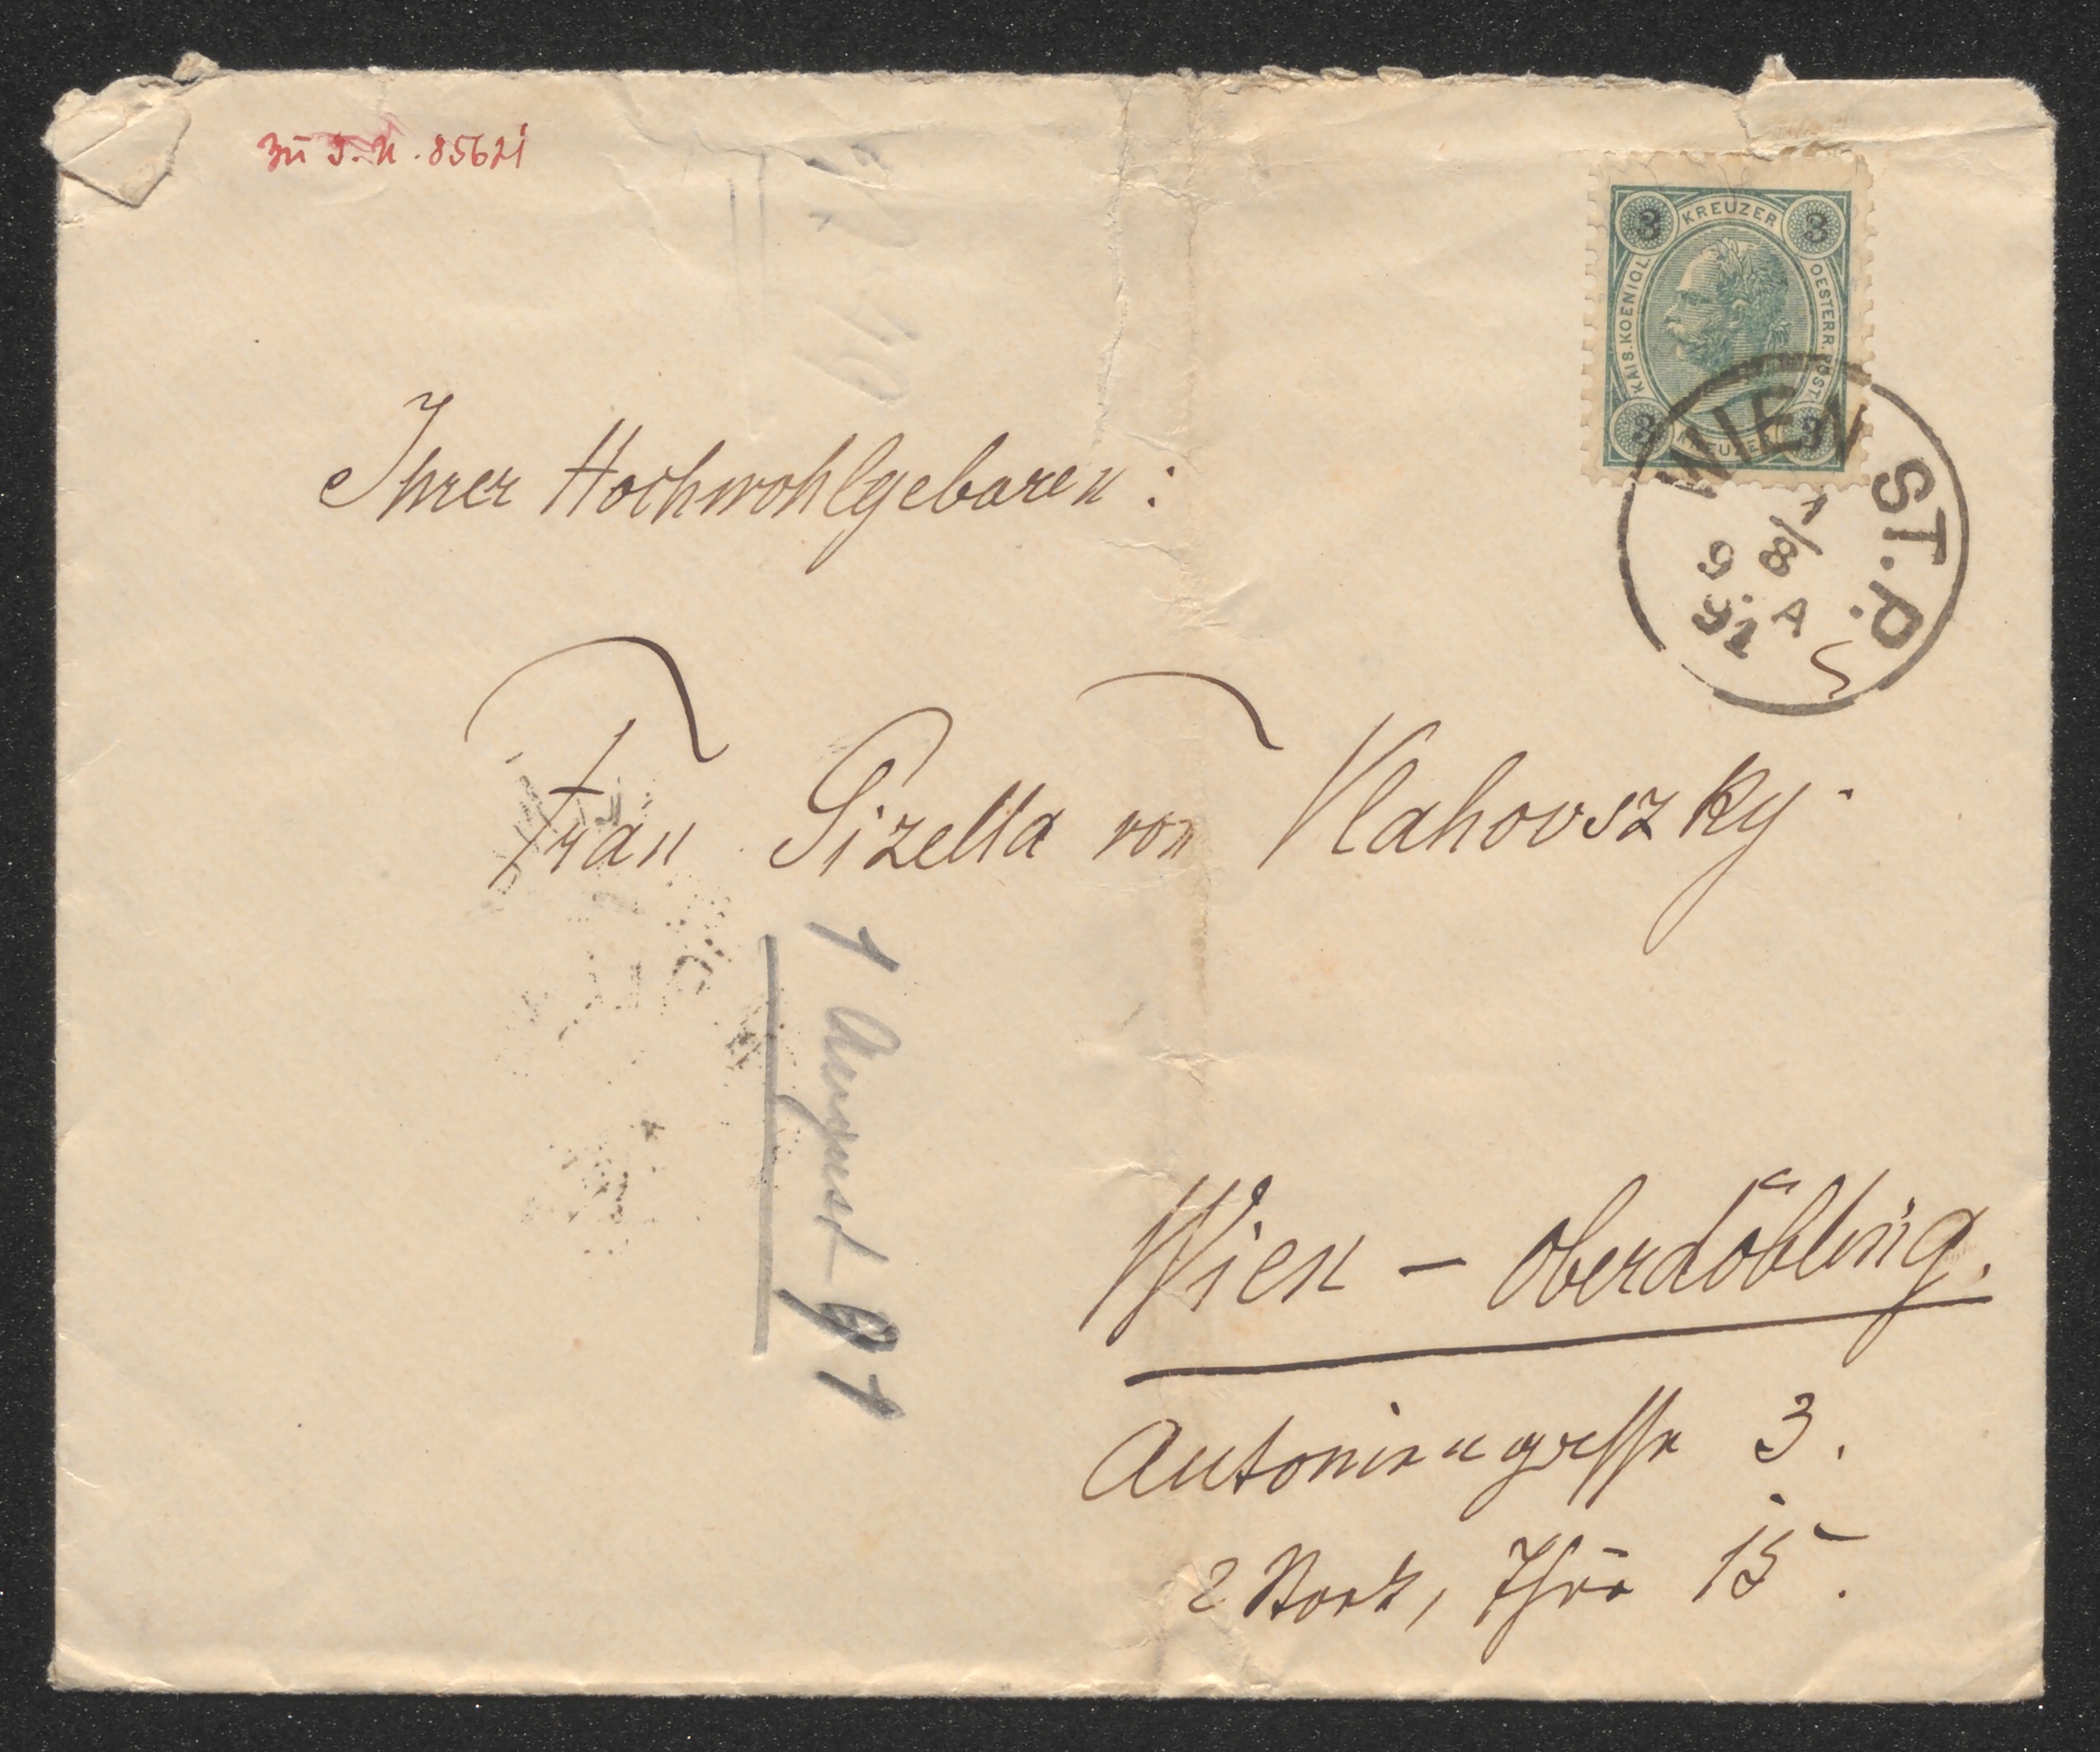 zu J. N. 85621
3 KREUZER 3
KAIS. KOENIGL. OESTERR. POST.
3 KREUZER 3
WIEN ST. P.
1/8
9 A
91
Ihrer Hochwohlgeboren:
Frau Gizella von Vlahovszky.
1 August 91
Wien - Oberdöbling.
Antoniengasse 3.
2 Stock, Thür 15.